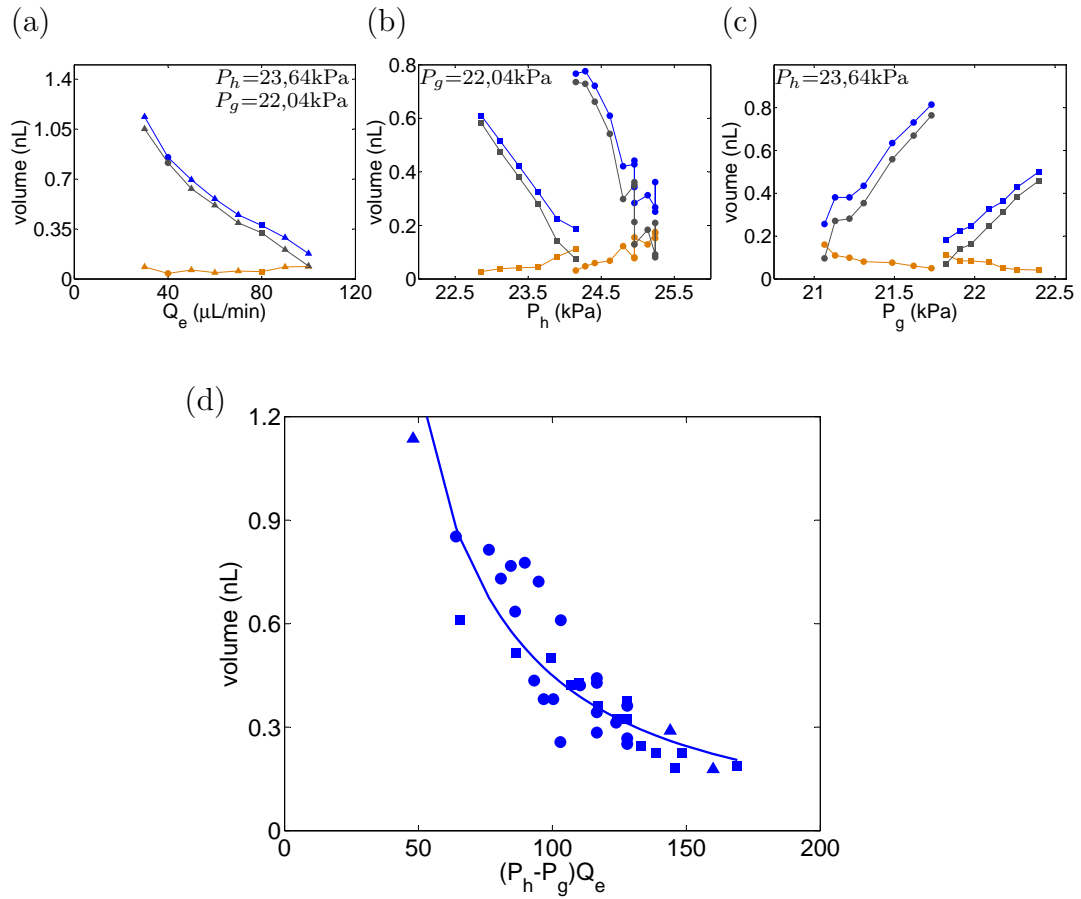 (a)
(b)
(c)
P_h=23,64kPa
P_g=22,04kPa
volume (nL)
1.4
1.05
0.7
0.35
0
0
40
80
120
Q_e (µL/min)
P_g=22,04kPa
volume (nL)
0.8
0.6
0.4
0.2
0
22.5
23.5
24.5
25.5
P_h (kPa)
P_h=23,64kPa
voume (nL)
0.8
0.6
0.4
0.2
0
21
21.5
22
22.5
P_g (kPa)
(d)
volume (nL)
1.2
0.9
0.6
0.3
0
0
50
100
150
200
(P_h-P_g)Q_e